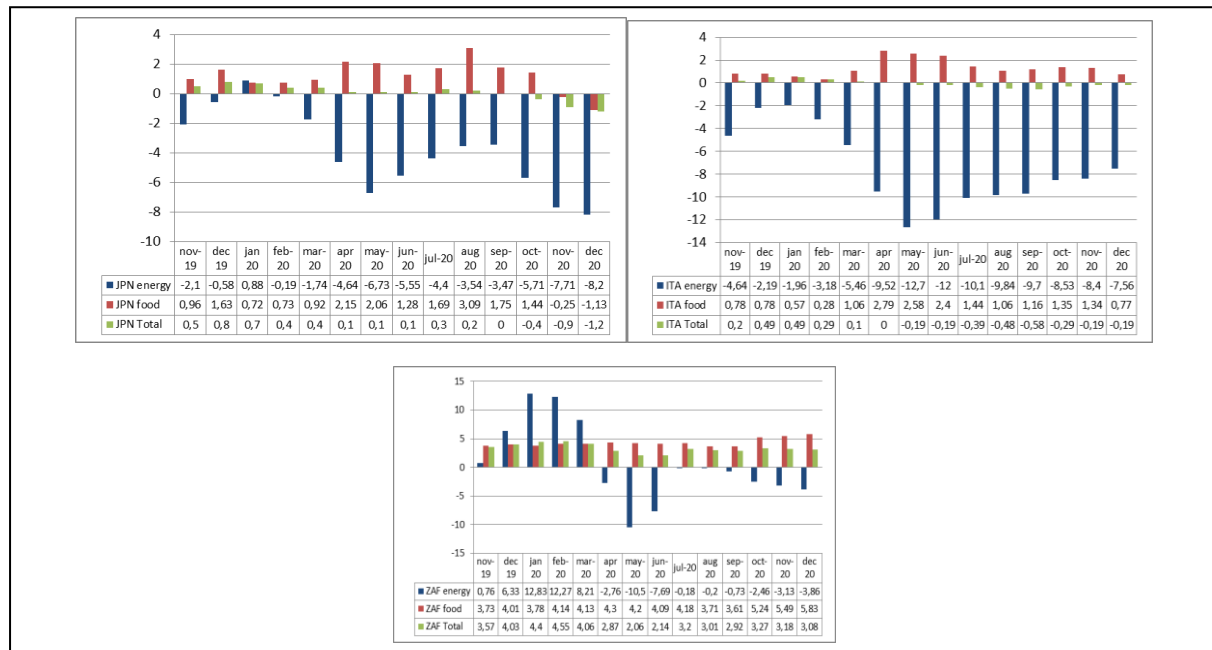 4
2
0
-2
-4
-6
-8
-10
nov-19 dec 19 jan 20 feb-20 mar-20 apr 20 may-20 jun-20 jul-20 aug 20 sep-20 oct-20 nov-20 dec 20
JPN energy -2,1 -0,58 0,88 -0,19 -1,74 -4,64 -6,73 -5,55 -4,4 -3,54 -3,47 -5,71 -7,71 -8,2
JPN food 0,96 1,63 0,72 0,73 0,92 2,15 2,06 1,28 1,69 3,09 1,75 1,44 -0,25 -1,13
JPN Total 0,5 0,8 0,7 0,4 0,4 0,1 0,1 0,1 0,3 0,2 0 -0,4 -0,9 -1,2
4
2
0
-2
-4
-6
-8
-10
-12
-14
nov-19 dec 19 jan 20 feb-20 mar-20 apr 20 may-20 jun-20 jul-20 aug 20 sep-20 oct-20 nov-20 dec 20
ITA energy -4,64 -2,19 -1,96 -3,18 -5,46 -9,52 -12,7 -12 -10,1 -9,84 -9,7 -8,53 -8,4 -7,56
ITA food 0,78 0,78 0,57 0,28 1,06 2,79 2,58 2,4 1,44 1,06 1,16 1,35 1,34 0,77
ITA Total 0,2 0,49 0,49 0,29 0,1 0 -0,19 -0,19 -0,39 -0,48 -0,58 -0,29 -0,19 -0,19
15
10
5
0
-5
-10
-15
nov-19 dec 19 jan 20 feb-20 mar-20 apr 20 may-20 jun-20 jul-20 aug 20 sep-20 oct-20 nov-20 dec 20
ZAF energy 0,76 6,33 12,83 12,27 8,21 -2,76 -10,5 -7,69 -0,18 -0,2 -0,73 -2,46 -3,13 -3,86
ZAF food 3,73 4,01 3,78 4,14 4,13 4,3 4,2 4,09 4,18 3,71 3,61 5,24 5,49 5,83
ZAF Total 3,57 4,03 4,4 4,55 4,06 2,87 2,06 2,14 3,2 3,01 2,92 3,27 3,18 3,08